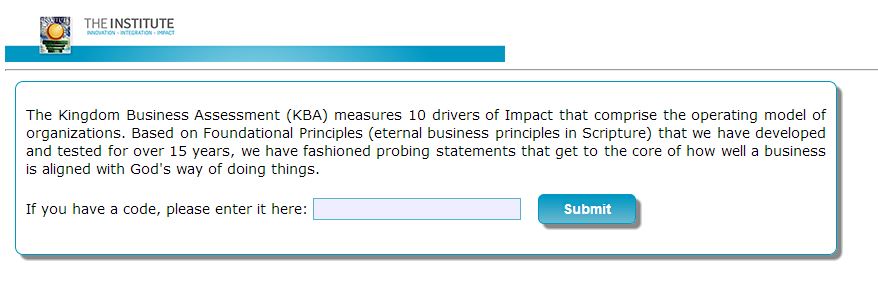 THE INSTITUTE
INNOVATION - INTEGRATION - IMPACT
The Kingdom Business Assessment (KBA) measures 10 drivers of Impact that comprise the operating model of
organizations. Based on Foundational Principles (eternal business principles in Scripture) that we have developed
and tested for over 15 years, we have fashioned probing statements that get to the core of how well a business
is aligned with God's way of doing things.
If you have a code, please enter it here: Submit